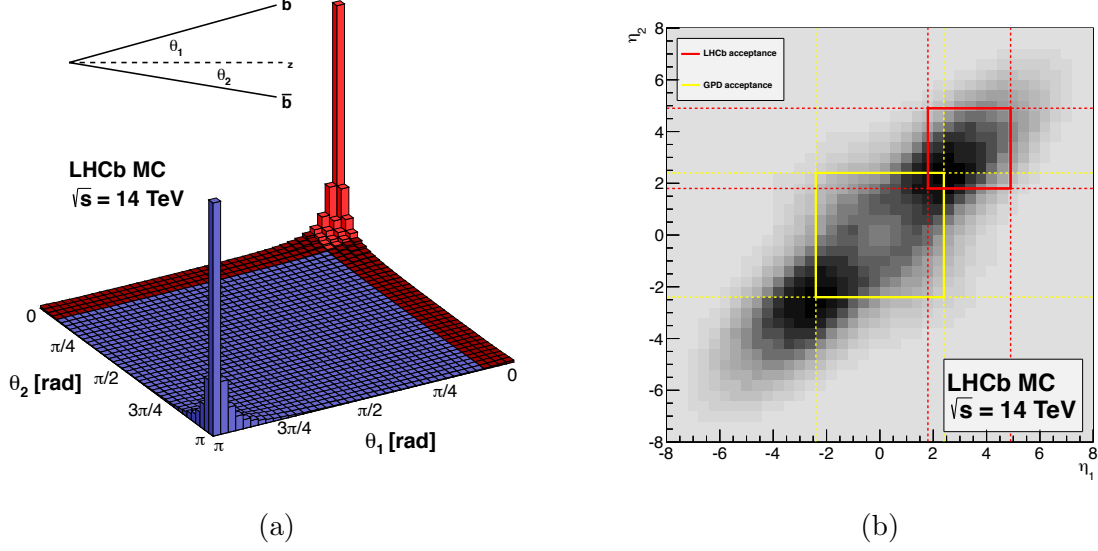 b
θ1
z
θ2
b̅
LHCb MC
√s = 14 TeV
0
π/4
π/2
3π/4
π
θ2 [rad]
π
3π/4
π/2
π/4
0
θ1 [rad]
(a)
η2
8
6
4
2
0
-2
-4
-6
-8
LHCb acceptance
GPD acceptance
LHCb MC
√s = 14 TeV
-8 -6 -4 -2 0 2 4 6 8
η1
(b)